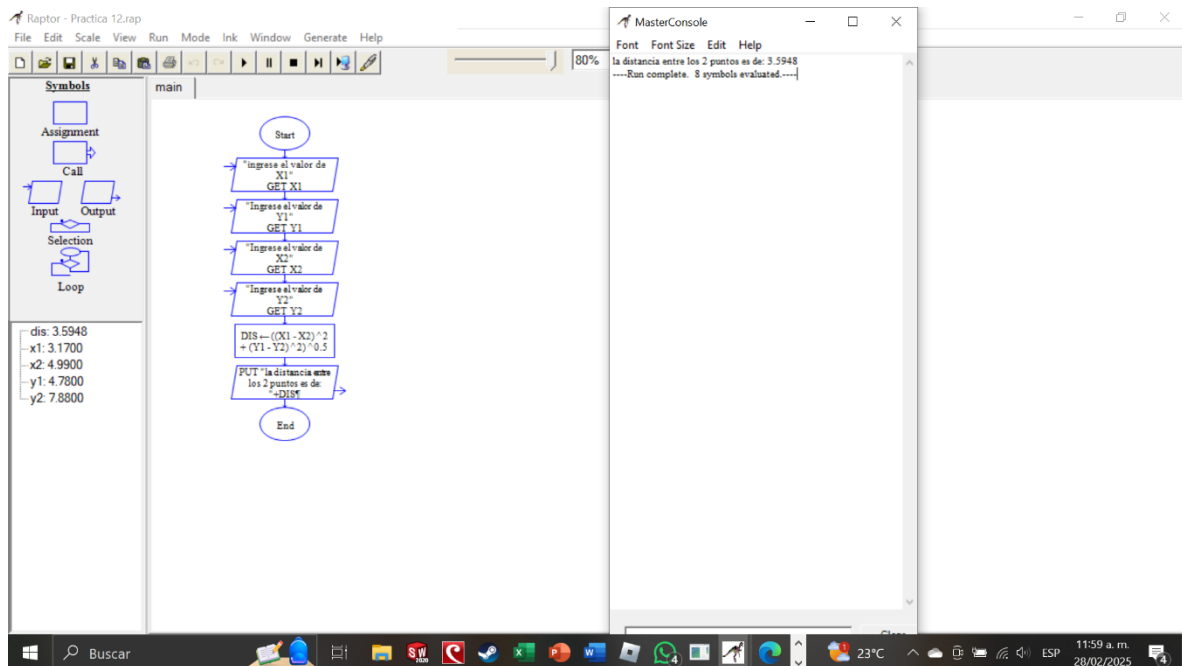 Raptor - Practica 12.rap
File Edit Scale View Run Mode Ink Window Generate Help
80%
Symbols
Assignment
Call
Input Output
Selection
Loop
dis: 3.5948
x1: 3.1700
x2: 4.9900
y1: 4.7800
y2: 7.8800
main
Start
"ingrese el valor de
X1"
GET X1
"Ingrese el valor de
Y1"
GET Y1
"Ingrese el valor de
X2"
GET X2
"Ingrese el valor de
Y2"
GET Y2
DIS ← ((X1 - X2)^2
+ (Y1 - Y2)^2)^0.5
PUT "la distancia entre
los 2 puntos es de:
"+DIS¶
End
MasterConsole
Font Font Size Edit Help
la distancia entre los 2 puntos es de: 3.5948
----Run complete. 8 symbols evaluated.----
Buscar
SW
2020
4
1
23°C
ESP
11:59 a. m.
28/02/2025
4